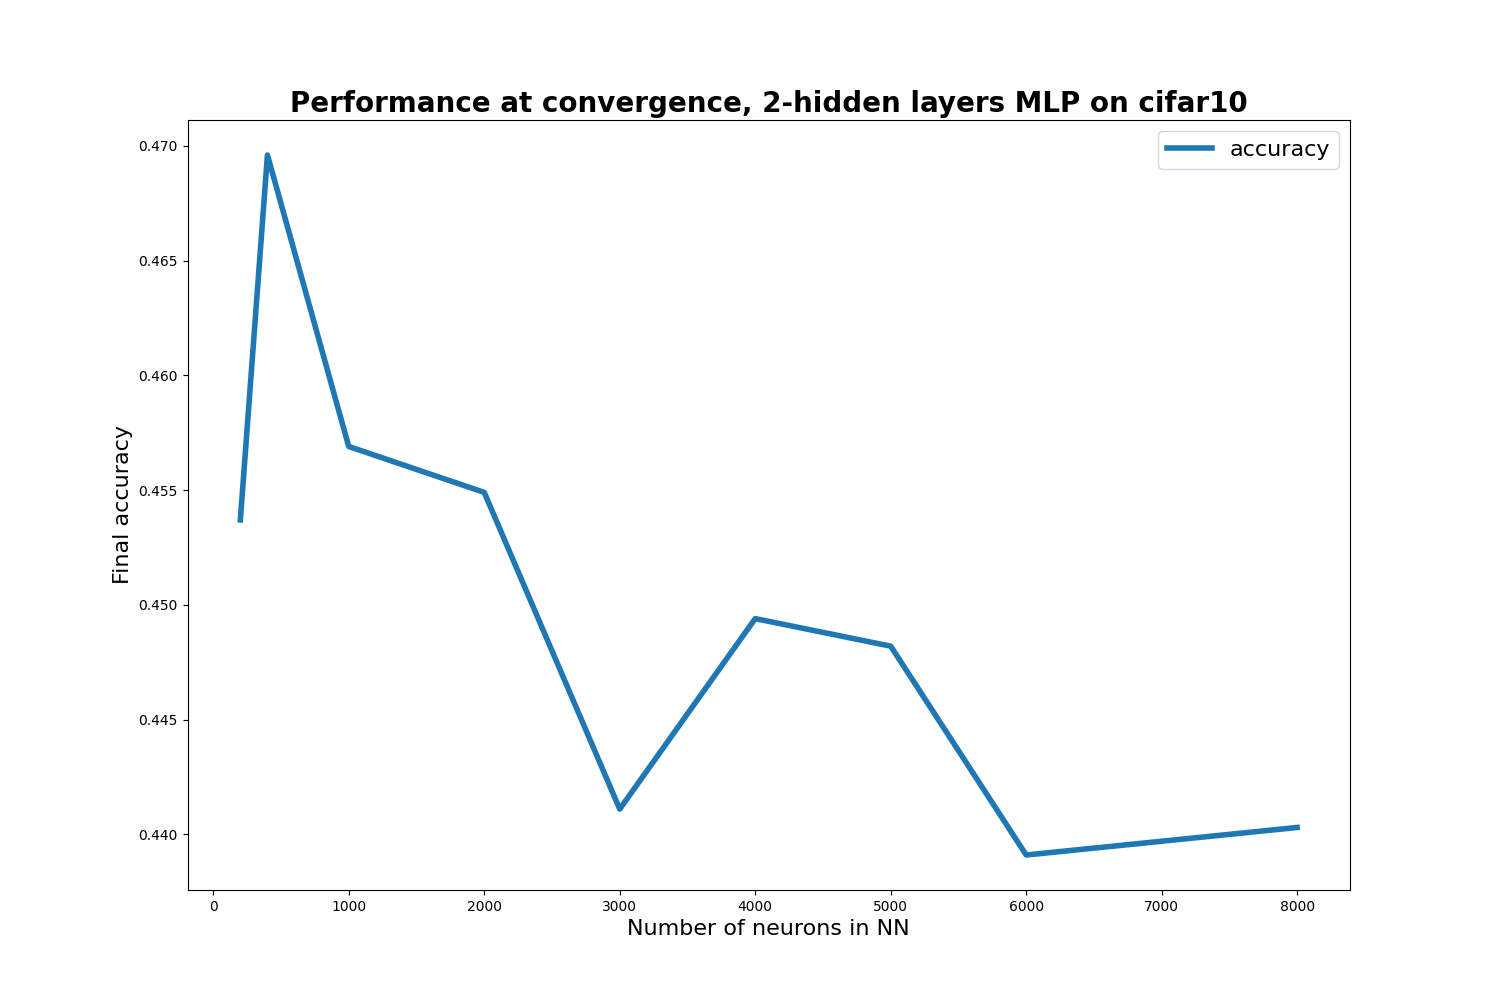 Performance at convergence, 2-hidden layers MLP on cifar10
accuracy
0.470
0.465
0.460
0.455
0.450
0.445
0.440
Final accuracy
0 1000 2000 3000 4000 5000 6000 7000 8000
Number of neurons in NN